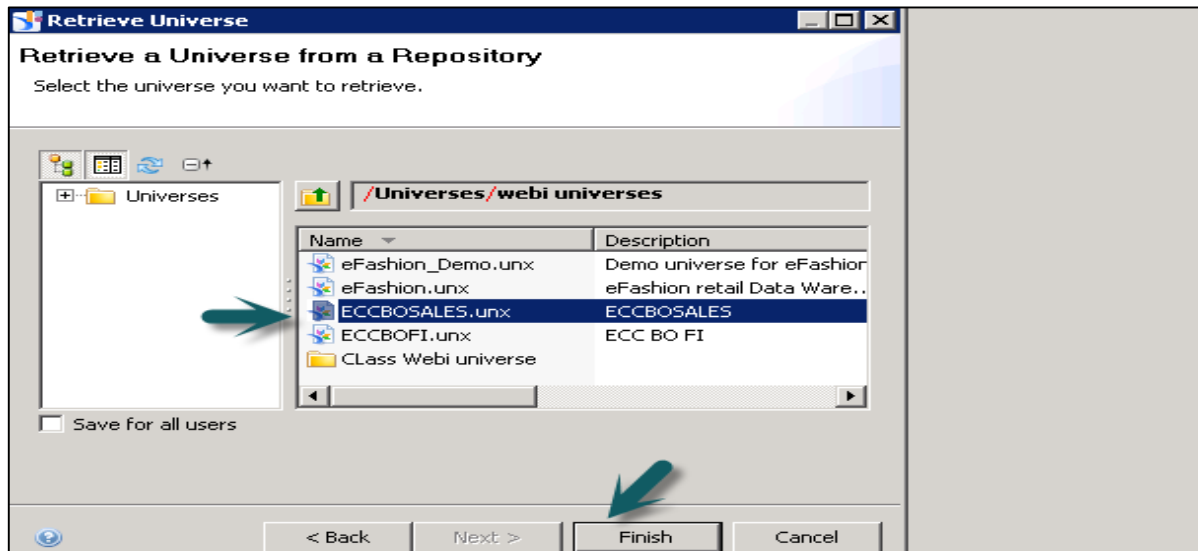 Retrieve Universe
Retrieve a Universe from a Repository
Select the universe you want to retrieve.
Universes
/Universes/webi universes
Name Description
eFashion_Demo.unx Demo universe for eFashion
eFashion.unx eFashion retail Data Ware..
ECCBOSALES.unx ECCBOSALES
ECCBOFI.unx ECC BO FI
CLass Webi universe
Save for all users
< Back Next > Finish Cancel